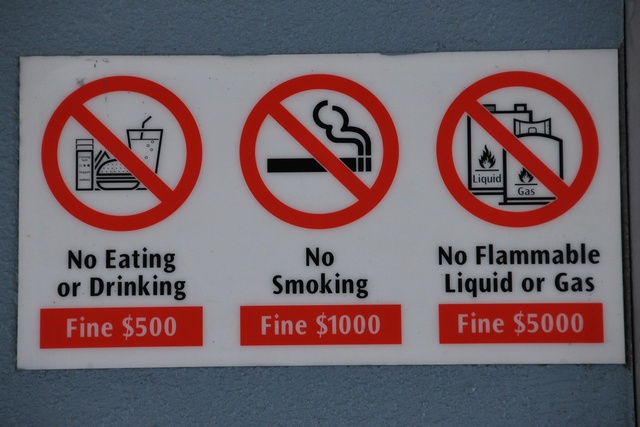 Liquid
Gas
No Eating
or Drinking
Fine $500
No
Smoking
Fine $1000
No Flammable
Liquid or Gas
Fine $5000